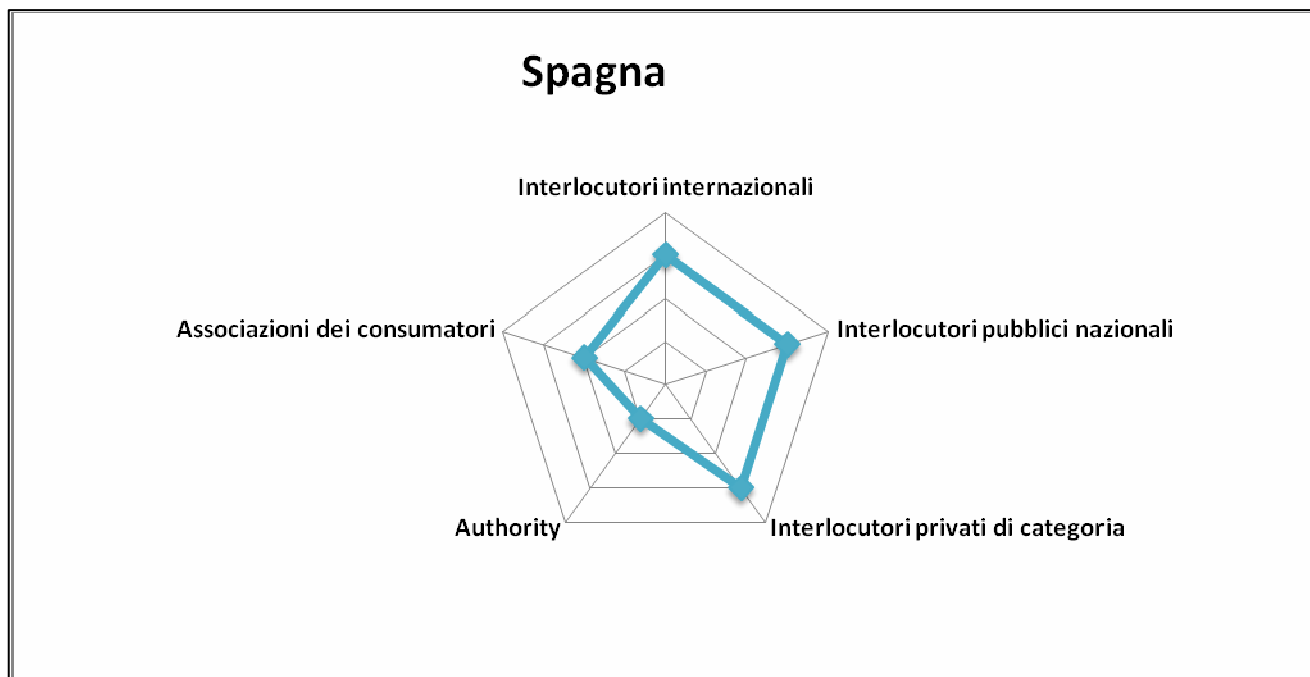 Spagna
Interlocutori internazionali
Associazioni dei consumatori
Interlocutori pubblici nazionali
Authority
Interlocutori privati di categoria